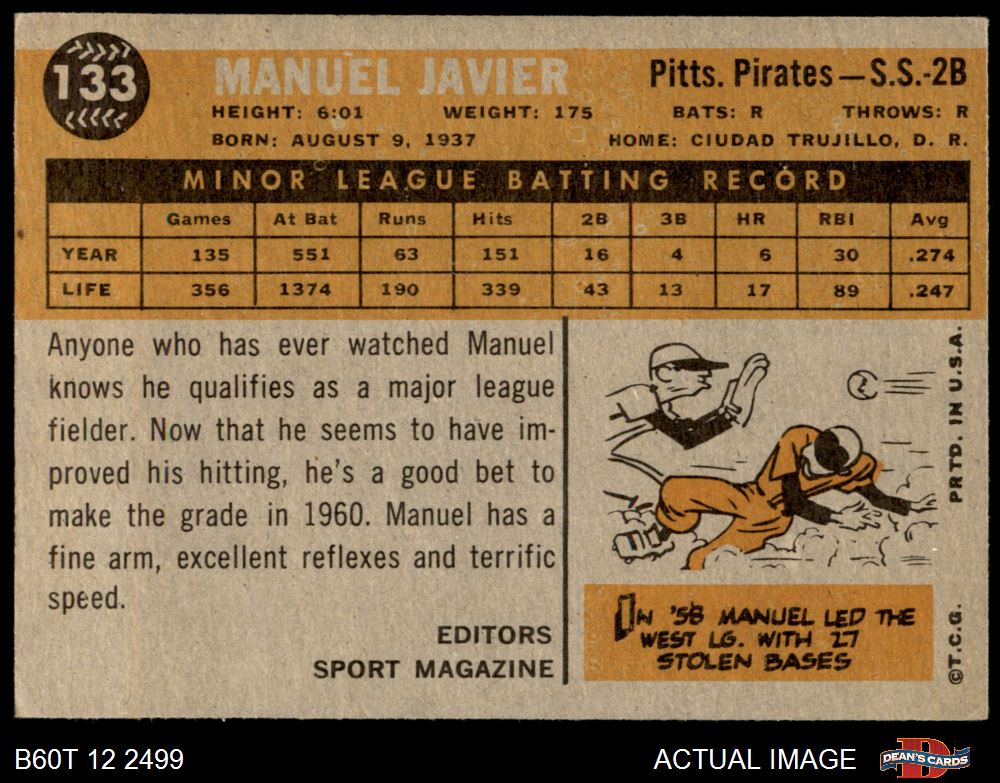 133
MANUEL JAVIER
Pitts. Pirates—S.S.-2B
HEIGHT: 6:01 WEIGHT: 175 BATS: R THROWS: R
BORN: AUGUST 9, 1937 HOME: CIUDAD TRUJILLO, D. R.
MINOR LEAGUE BATTING RECORD
Games At Bat Runs Hits 2B 3B HR RBI Avg
YEAR 135 551 63 151 16 4 6 30 .274
LIFE 356 1374 190 339 43 13 17 89 .247
Anyone who has ever watched Manuel
knows he qualifies as a major league
fielder. Now that he seems to have im-
proved his hitting, he's a good bet to
make the grade in 1960. Manuel has a
fine arm, excellent reflexes and terrific
speed.
EDITORS
SPORT MAGAZINE
IN '58 MANUEL LED THE
WEST LG. WITH 27
STOLEN BASES
©T.C.G. PRTD. IN U.S.A.
B60T 12 2499
ACTUAL IMAGE
D
DEAN'S CARDS